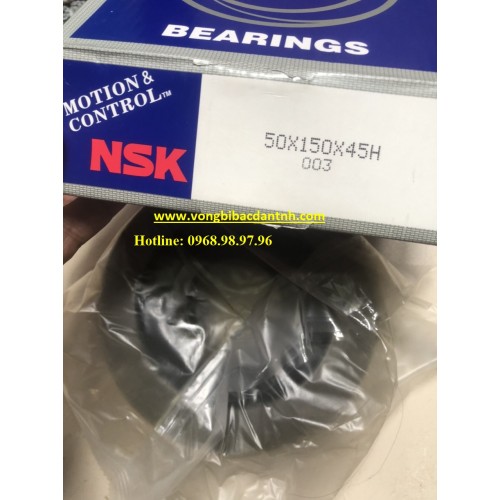 BEARINGS
MOTION &
CONTROL™
NSK
50X150X45H
003
www.vongbibacdantnh.com
Hotline: 0968.98.97.96